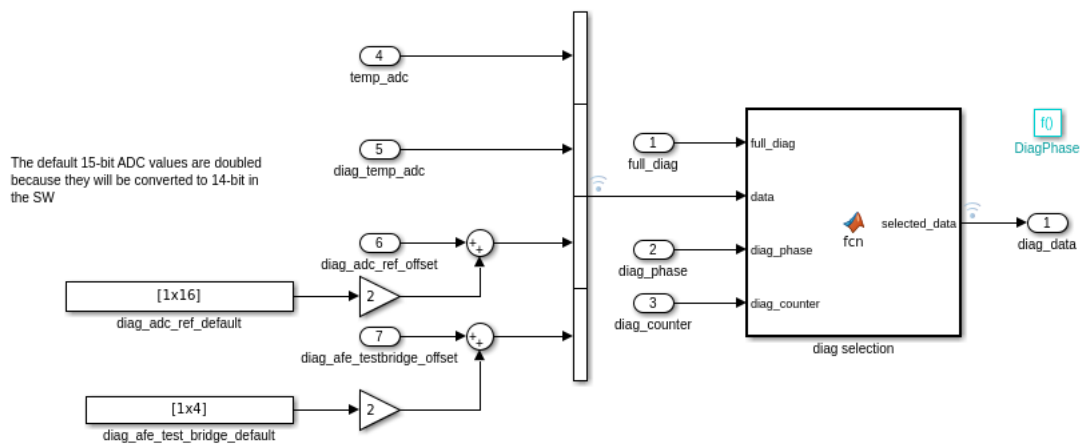 4
temp_adc
5
diag_temp_adc
The default 15-bit ADC values are doubled
because they will be converted to 14-bit in
the SW
6
+
+
diag_adc_ref_offset
[1x16]
diag_adc_ref_default
2
7
+
+
diag_afe_testbridge_offset
[1x4]
diag_afe_test_bridge_default
2
1
full_diag
2
diag_phase
3
diag_counter
full_diag
data
diag_phase
diag_counter
fcn
selected_data
diag selection
f()
DiagPhase
1
diag_data